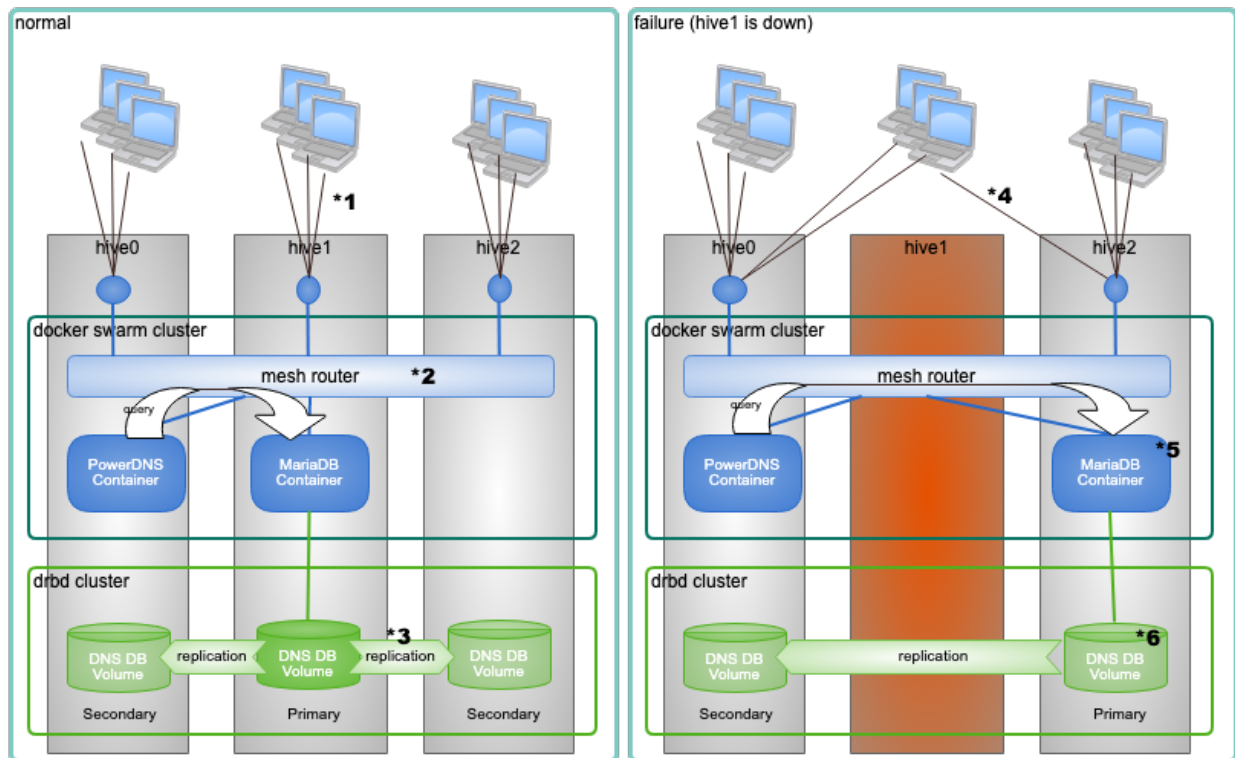 normal
*1
hive0
hive1
hive2
docker swarm cluster
mesh router
*2
query
PowerDNS
Container
MariaDB
Container
drbd cluster
*3
DNS DB
Volume
replication
DNS DB
Volume
replication
DNS DB
Volume
Secondary
Primary
Secondary
failure (hive1 is down)
*4
hive0
hive1
hive2
docker swarm cluster
mesh router
query
PowerDNS
Container
MariaDB
Container
*5
drbd cluster
*6
DNS DB
Volume
replication
DNS DB
Volume
Secondary
Primary